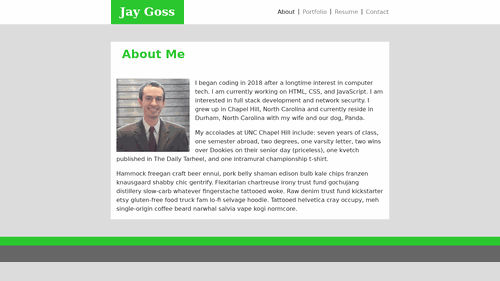 Jay Goss
About | Portfolio | Resume | Contact
About Me
I began coding in 2018 after a longtime interest in computer
tech. I am currently working on HTML, CSS, and JavaScript. I am
interested in full stack development and network security. I
grew up in Chapel Hill, North Carolina and currently reside in
Durham, North Carolina with my wife and our dog, Panda.
My accolades at UNC Chapel Hill include: seven years of class,
one semester abroad, two degrees, one varsity letter, two wins
over Dookies on their senior day (priceless), one kvetch
published in The Daily Tarheel, and one intramural championship t-shirt.
Hammock freegan craft beer ennui, pork belly shaman edison bulb kale chips franzen
knausgaard shabby chic gentrify. Flexitarian chartreuse irony trust fund gochujang
distillery slow-carb whatever fingerstache tattooed woke. Raw denim trust fund kickstarter
etsy gluten-free food truck fam lo-fi selvage hoodie. Tattooed helvetica cray occupy, meh
single-origin coffee beard narwhal salvia vape kogi normcore.